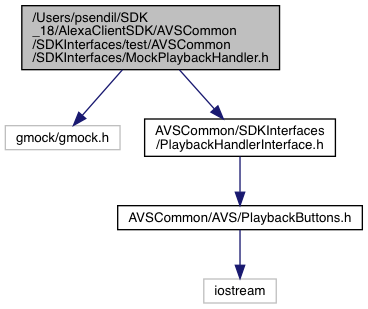 /Users/psendil/SDK
_18/AlexaClientSDK/AVSCommon
/SDKInterfaces/test/AVSCommon
/SDKInterfaces/MockPlaybackHandler.h
gmock/gmock.h
AVSCommon/SDKInterfaces
/PlaybackHandlerInterface.h
AVSCommon/AVS/PlaybackButtons.h
iostream